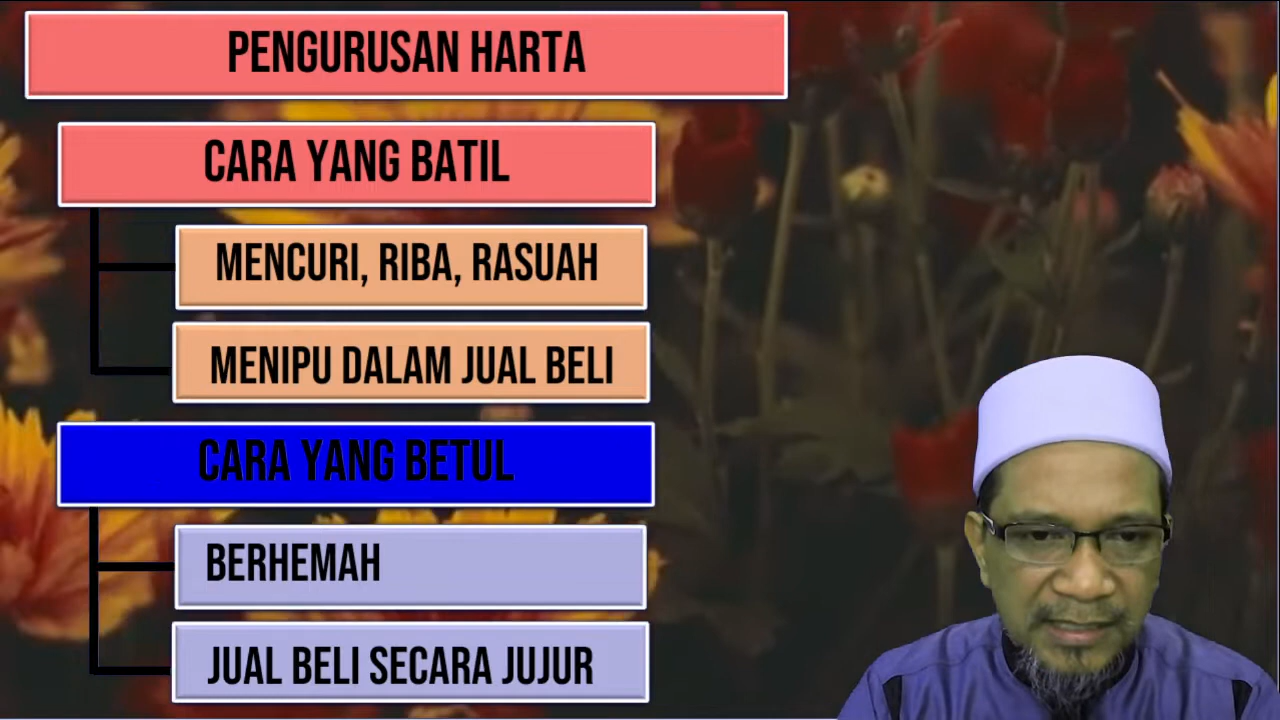 PENGURUSAN HARTA
CARA YANG BATIL
MENCURI, RIBA, RASUAH
MENIPU DALAM JUAL BELI
CARA YANG BETUL
BERHEMAH
JUAL BELI SECARA JUJUR